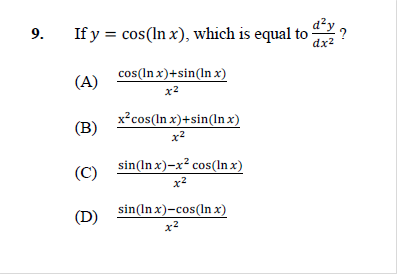 9. If y = cos(ln x), which is equal to d²y/dx² ?
(A) cos(ln x)+sin(ln x)/x²
(B) x²cos(ln x)+sin(ln x)/x²
(C) sin(ln x)−x² cos(ln x)/x²
(D) sin(ln x)−cos(ln x)/x²